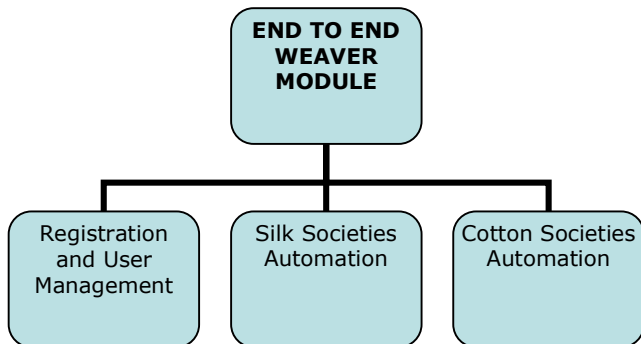 END TO END
WEAVER
MODULE
Registration
and User
Management
Silk Societies
Automation
Cotton Societies
Automation